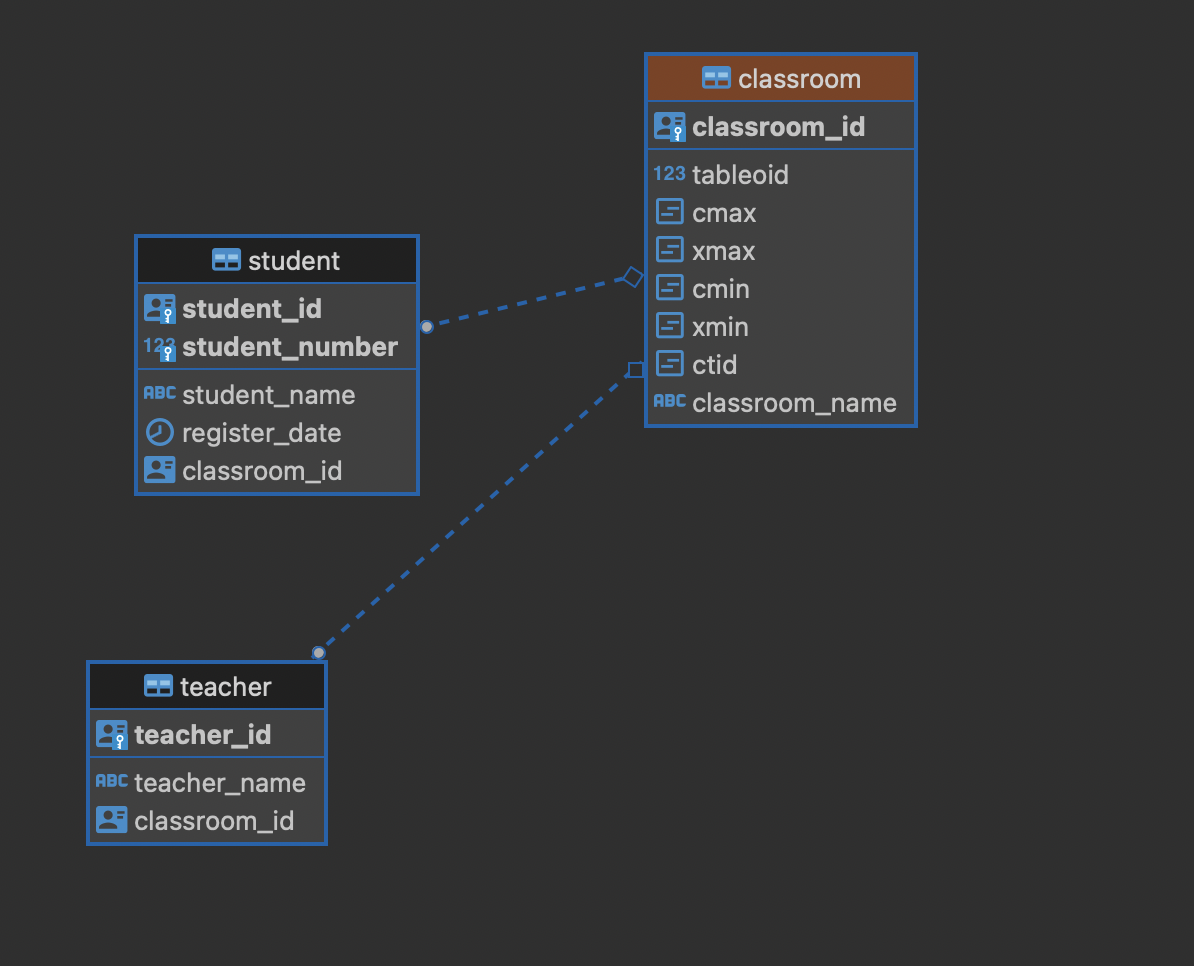 classroom
classroom_id
123 tableoid
cmax
xmax
cmin
xmin
ctid
ABC classroom_name
student
student_id
123 student_number
ABC student_name
register_date
classroom_id
teacher
teacher_id
ABC teacher_name
classroom_id